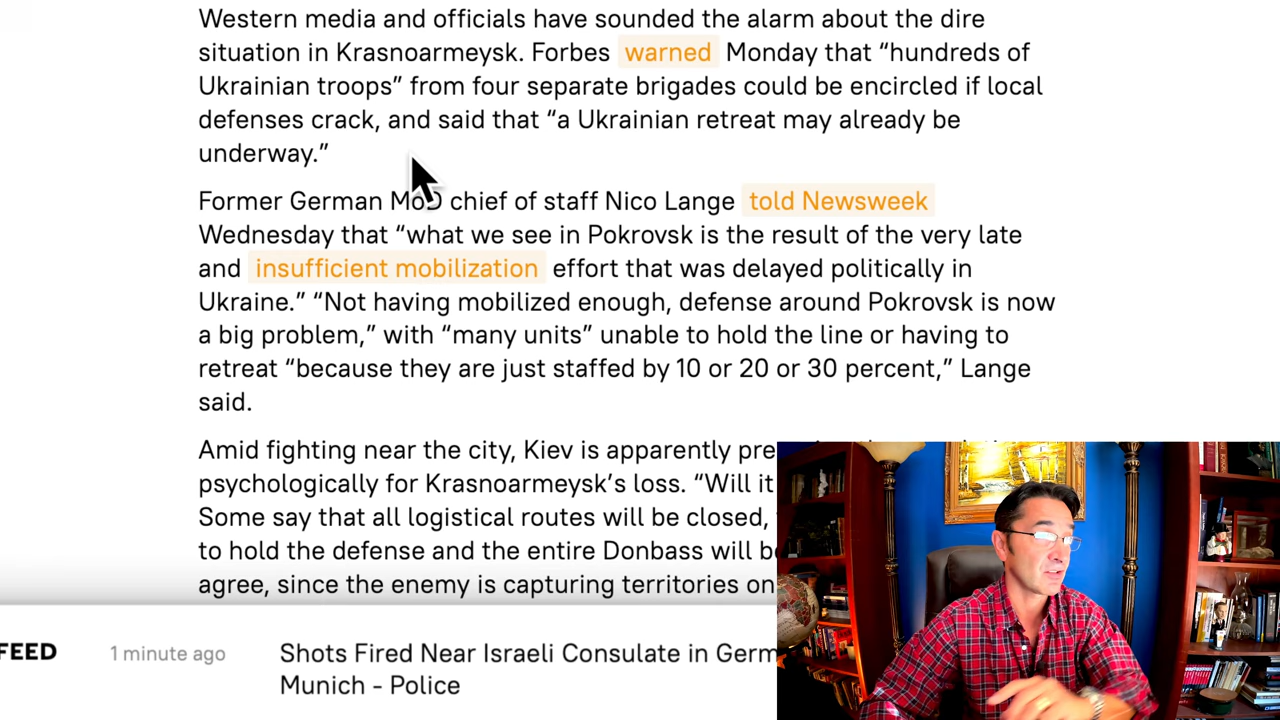 Western media and officials have sounded the alarm about the dire
situation in Krasnoarmeysk. Forbes warned Monday that “hundreds of
Ukrainian troops” from four separate brigades could be encircled if local
defenses crack, and said that “a Ukrainian retreat may already be
underway.”
Former German MoD chief of staff Nico Lange told Newsweek
Wednesday that “what we see in Pokrovsk is the result of the very late
and insufficient mobilization effort that was delayed politically in
Ukraine.” “Not having mobilized enough, defense around Pokrovsk is now
a big problem,” with “many units” unable to hold the line or having to
retreat “because they are just staffed by 10 or 20 or 30 percent,” Lange
said.
Amid fighting near the city, Kiev is apparently
psychologically for Krasnoarmeysk’s loss. “Will it
Some say that all logistical routes will be closed,
to hold the defense and the entire Donbass will
agree, since the enemy is capturing territories on
FEED
1 minute ago
Shots Fired Near Israeli Consulate in
Munich - Police